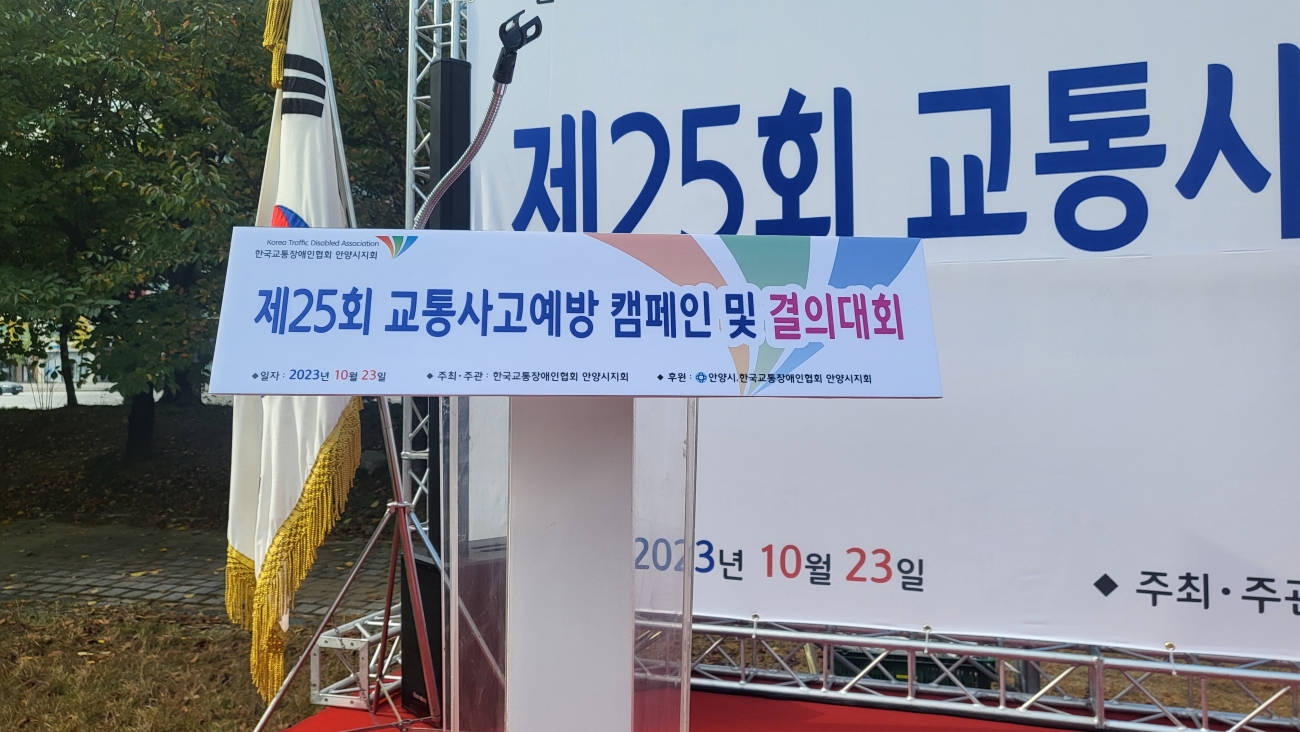 Korea Traffic Disabled Association
한국교통장애인협회 안양시지회
제25회 교통사고예방 캠페인 및 결의대회
◆일자 : 2023년 10월 23일 ◆ 주최·주관 : 한국교통장애인협회 안양시지회 ◆ 후원 : 안양시, 한국교통장애인협회 안양시지회
제25회 교통사
2023년 10월 23일 ◆ 주최·주관